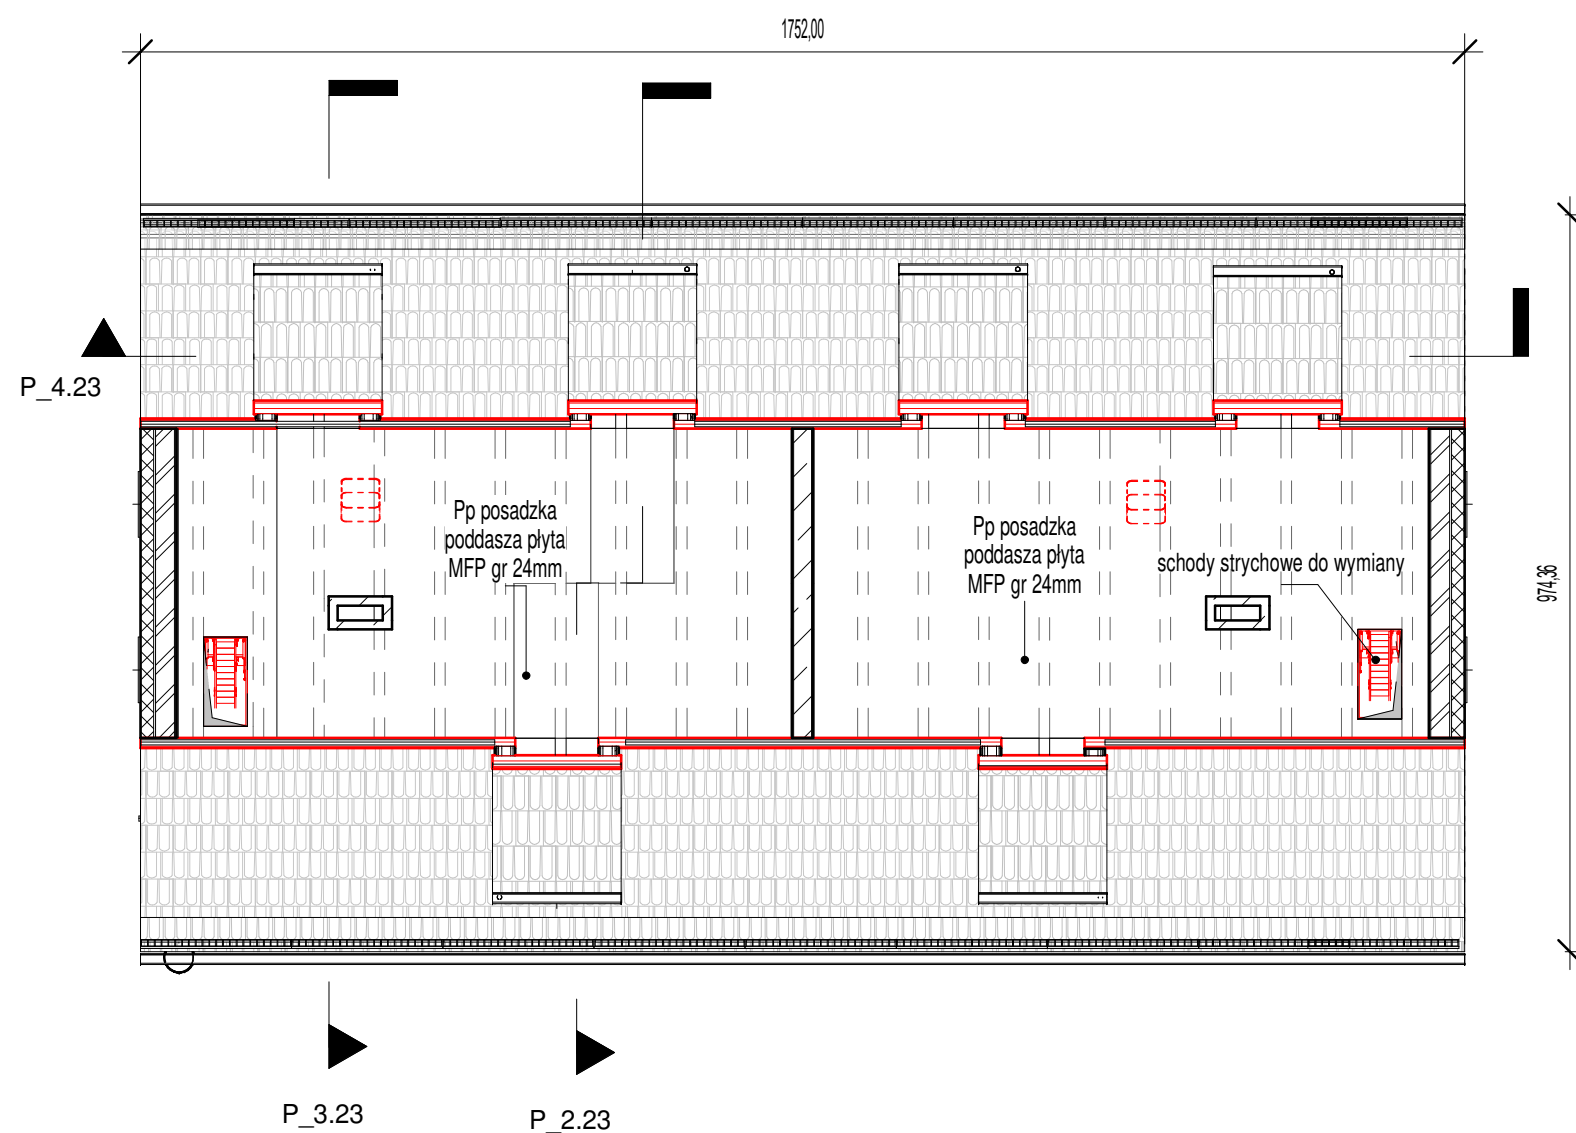 1752,00
P_4.23
Pp posadzka
poddasza płyta
MFP gr 24mm
Pp posadzka
poddasza płyta
MFP gr 24mm
schody strychowe do wymiany
974,36
P_3.23
P_2.23